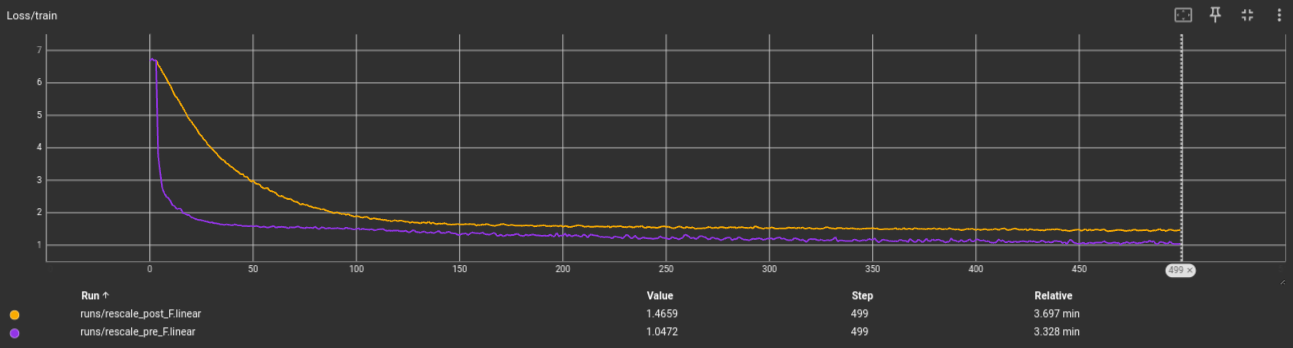 Loss/train
7
6
5
4
3
2
1
0 50 100 150 200 250 300 350 400 450 499 ×
Run ↑ Value Step Relative
runs/rescale_post_F.linear 1.4659 499 3.697 min
runs/rescale_pre_F.linear 1.0472 499 3.328 min